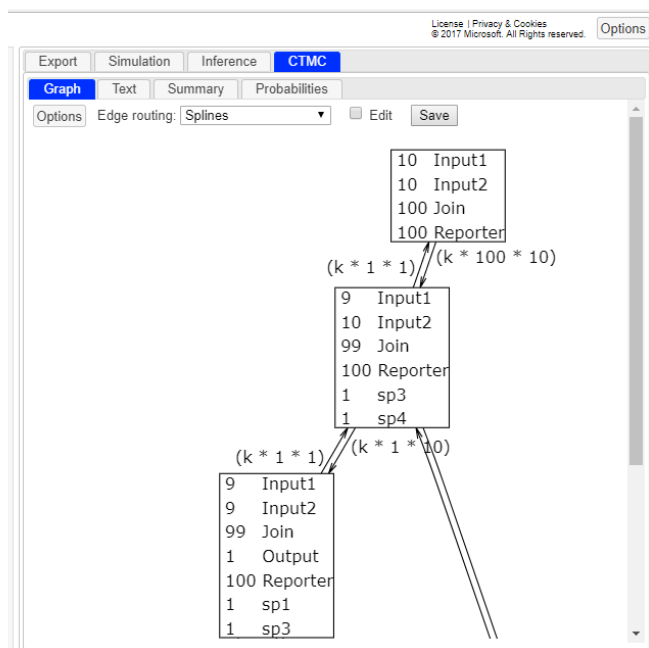 License | Privacy & Cookies
© 2017 Microsoft. All Rights reserved.
Options
Export Simulation Inference CTMC
Graph Text Summary Probabilities
Options Edge routing: Splines Edit Save
10 Input1
10 Input2
100 Join
100 Reporter
(k * 1 * 1) (k * 100 * 10)
9 Input1
10 Input2
99 Join
100 Reporter
1 sp3
1 sp4
(k * 1 * 1) (k * 1 * 10)
9 Input1
9 Input2
99 Join
1 Output
100 Reporter
1 sp1
1 sp3